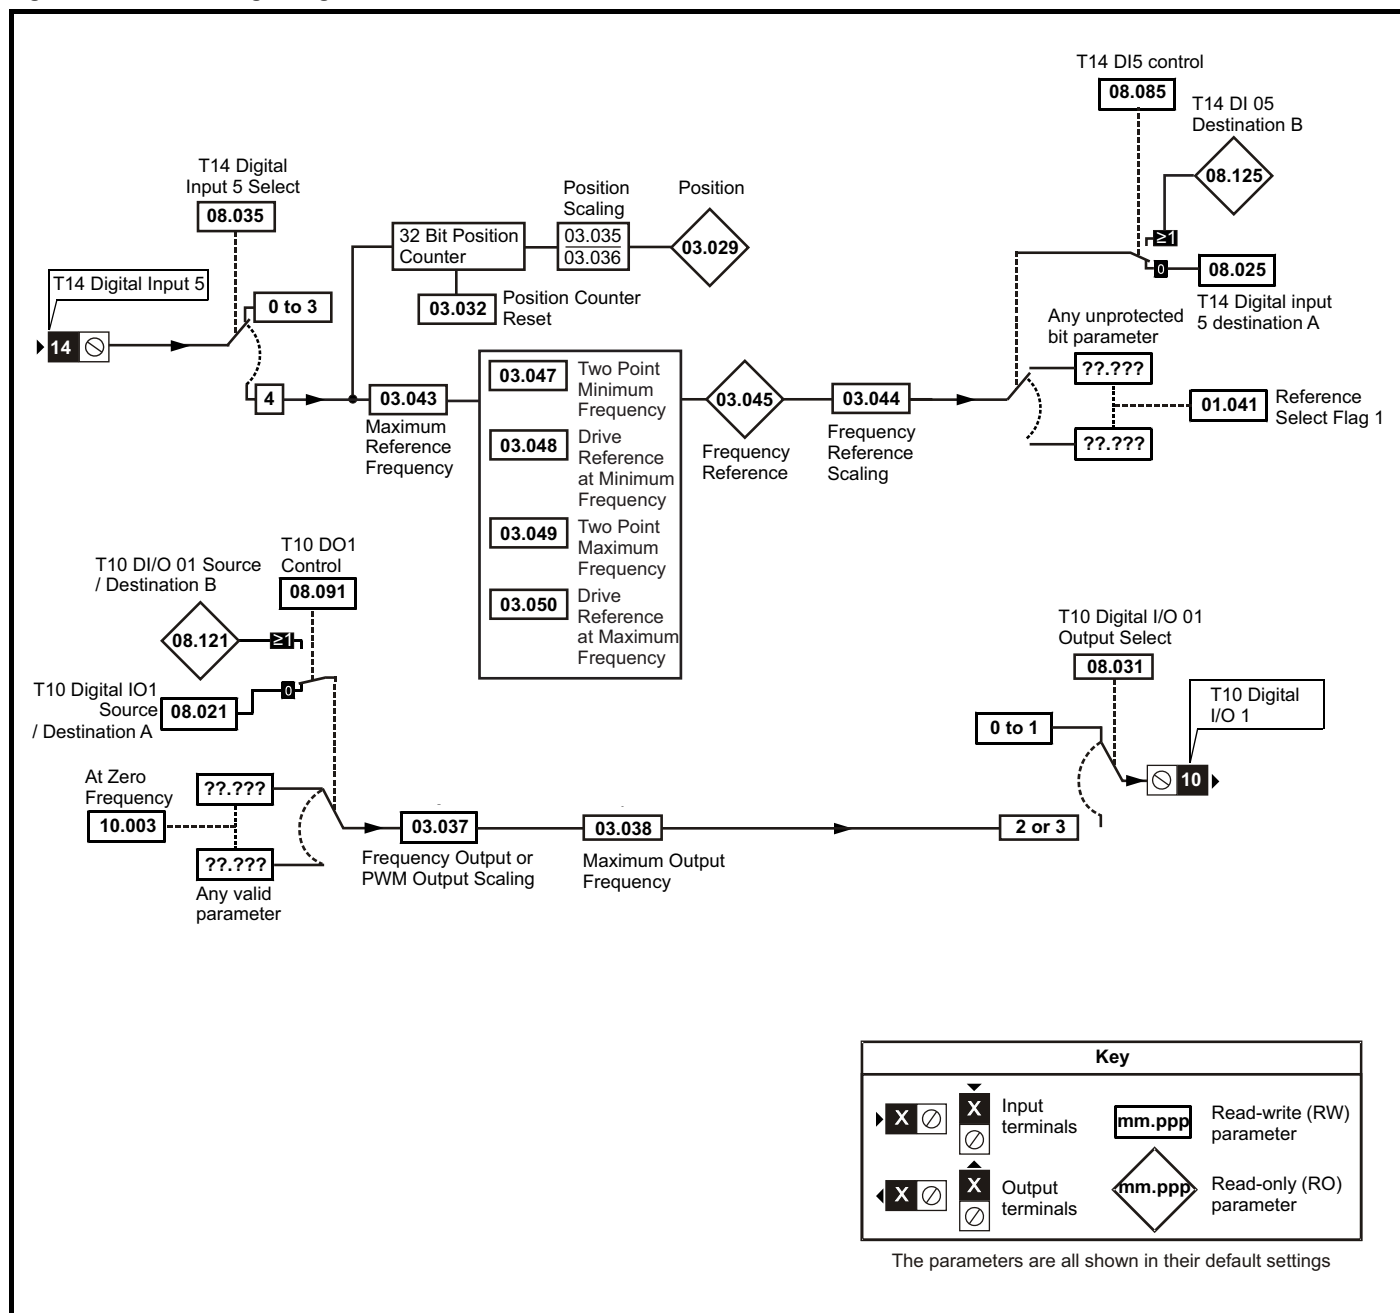 T14 DI5 control
08.085
T14 DI 05
Destination B
08.125
≥1
0
08.025
T14 Digital input
5 destination A
T14 Digital
Input 5 Select
08.035
T14 Digital Input 5
14
0 to 3
4
32 Bit Position
Counter
Position
Scaling
03.035
03.036
Position
03.029
03.032
Position Counter
Reset
03.043
Maximum
Reference
Frequency
03.047
Two Point
Minimum
Frequency
03.048
Drive
Reference
at Minimum
Frequency
03.049
Two Point
Maximum
Frequency
03.050
Drive
Reference
at Maximum
Frequency
03.045
Frequency
Reference
03.044
Frequency
Reference
Scaling
Any unprotected
bit parameter
??.???
??.???
01.041
Reference
Select Flag 1
T10 DI/O 01 Source
/ Destination B
08.121
≥1
T10 DO1
Control
08.091
0
T10 Digital IO1
Source
/ Destination A
08.021
At Zero
Frequency
10.003
??.???
??.???
Any valid
parameter
03.037
Frequency Output or
PWM Output Scaling
03.038
Maximum Output
Frequency
T10 Digital I/O 01
Output Select
08.031
0 to 1
2 or 3
T10 Digital
I/O 1
10
Key
X
X
Input
terminals
mm.ppp
Read-write (RW)
parameter
X
X
Output
terminals
mm.ppp
Read-only (RO)
parameter
The parameters are all shown in their default settings